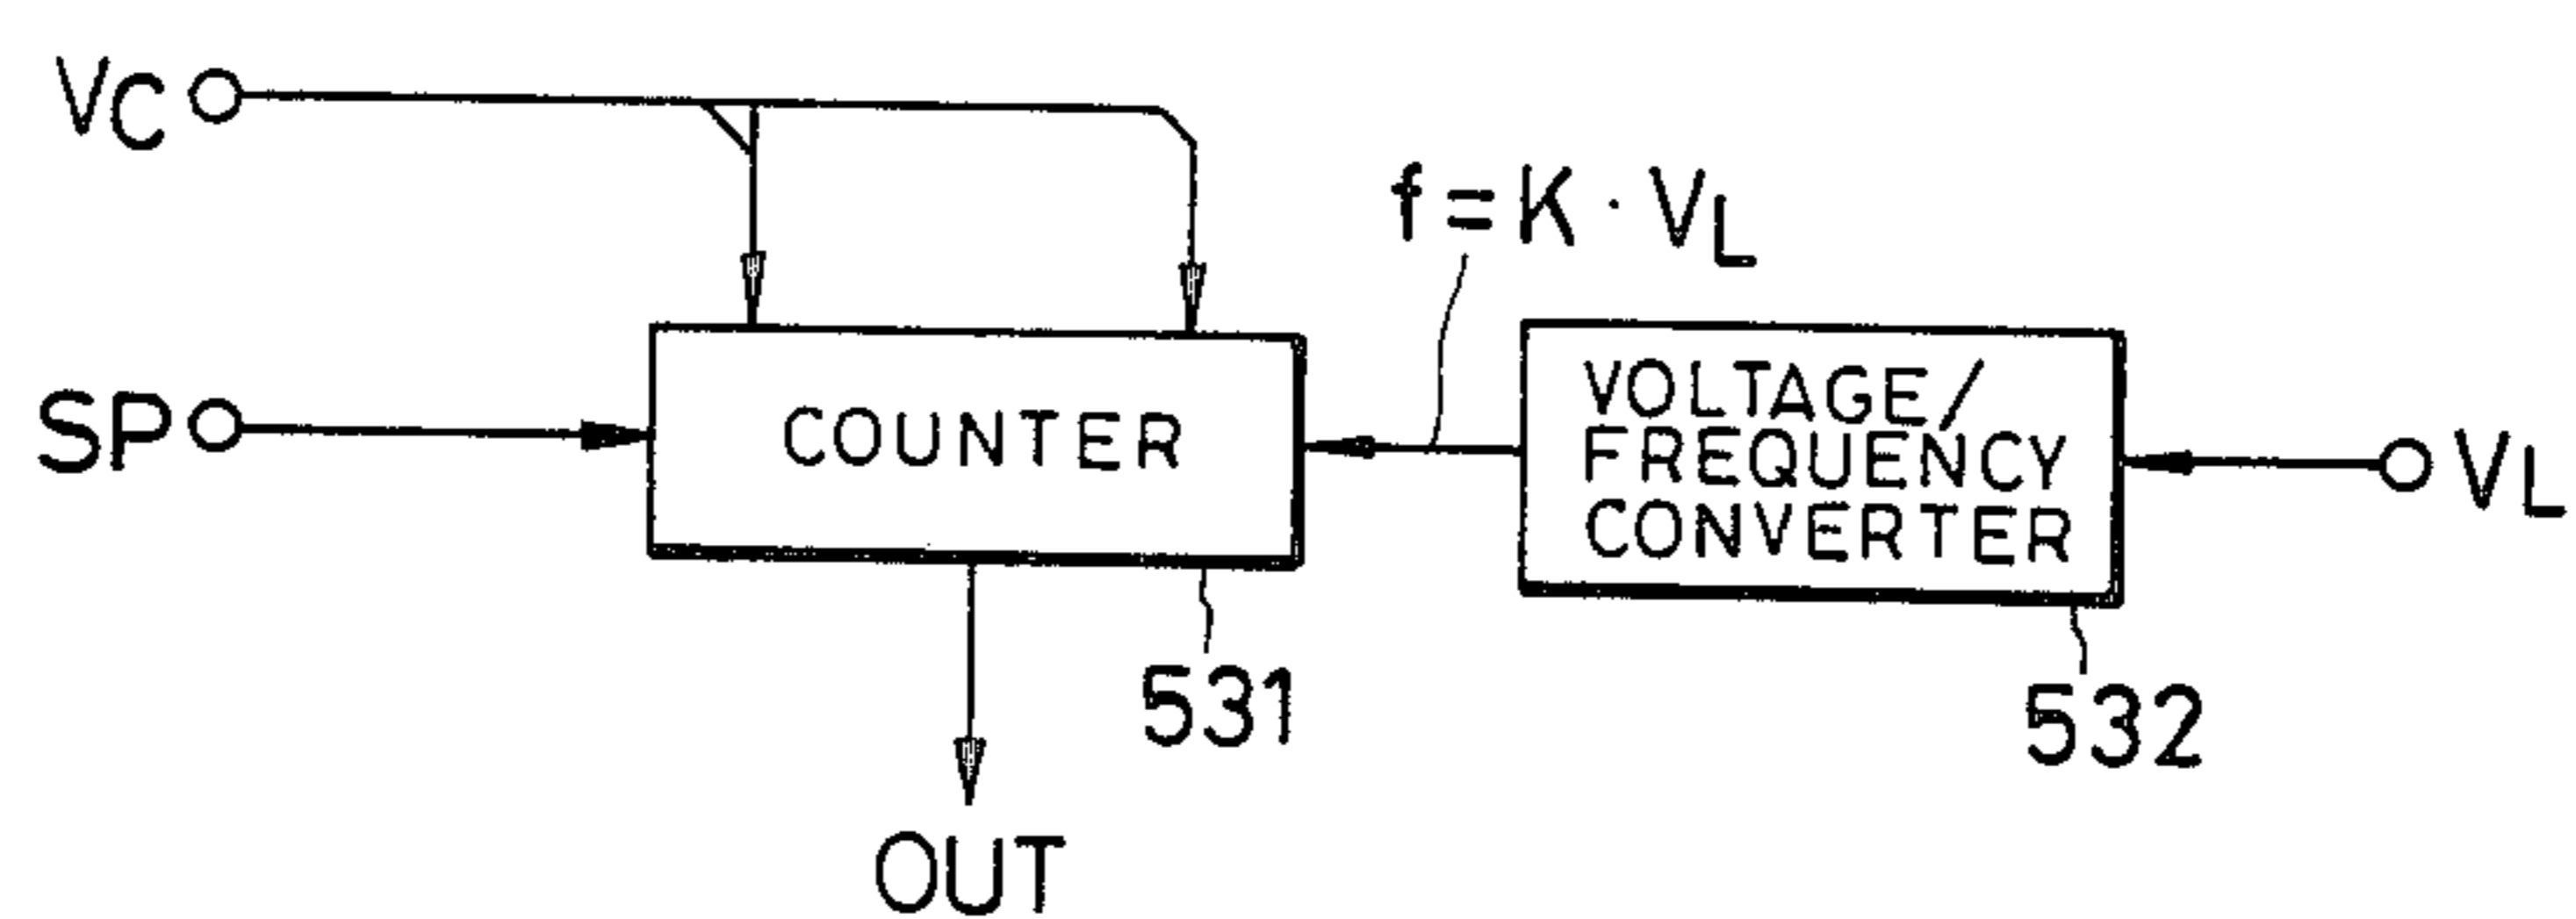 VC
f = K · VL
SP
COUNTER
VOLTAGE/
FREQUENCY
CONVERTER
VL
531
532
OUT